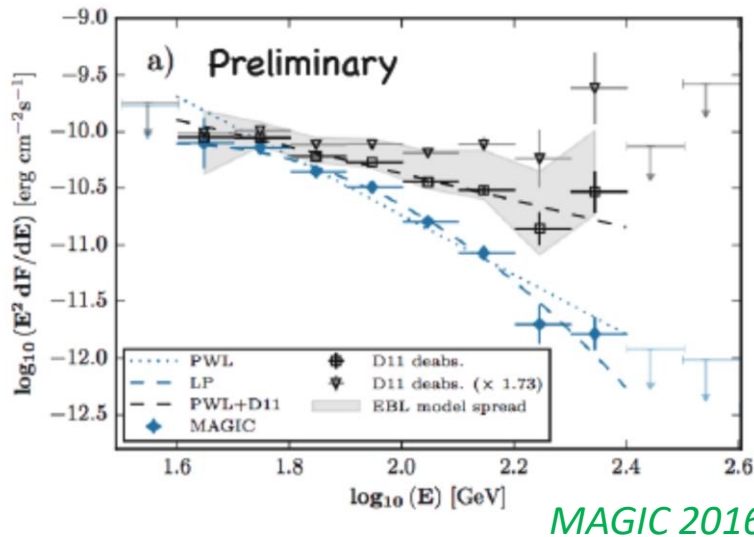 a) Preliminary
log₁₀ (E² dF/dE) [erg cm⁻²s⁻¹]
−9.0
−9.5
−10.0
−10.5
−11.0
−11.5
−12.0
−12.5
PWL
LP
PWL+D11
MAGIC
D11 deabs.
D11 deabs. (× 1.73)
EBL model spread
1.6 1.8 2.0 2.2 2.4 2.6
log₁₀ (E) [GeV]
MAGIC 2016